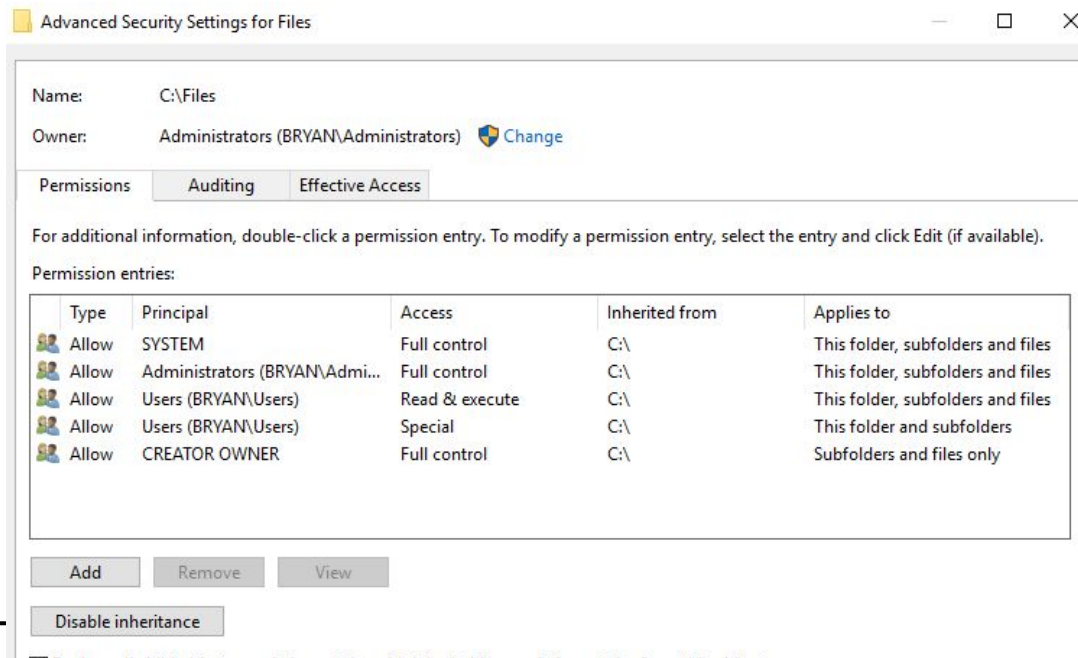 Advanced Security Settings for Files
Name: C:\Files
Owner: Administrators (BRYAN\Administrators) Change
Permissions Auditing Effective Access
For additional information, double-click a permission entry. To modify a permission entry, select the entry and click Edit (if available).
Permission entries:
Type Principal Access Inherited from Applies to
Allow SYSTEM Full control C:\ This folder, subfolders and files
Allow Administrators (BRYAN\Admi... Full control C:\ This folder, subfolders and files
Allow Users (BRYAN\Users) Read & execute C:\ This folder, subfolders and files
Allow Users (BRYAN\Users) Special C:\ This folder and subfolders
Allow CREATOR OWNER Full control C:\ Subfolders and files only
Add Remove View
Disable inheritance